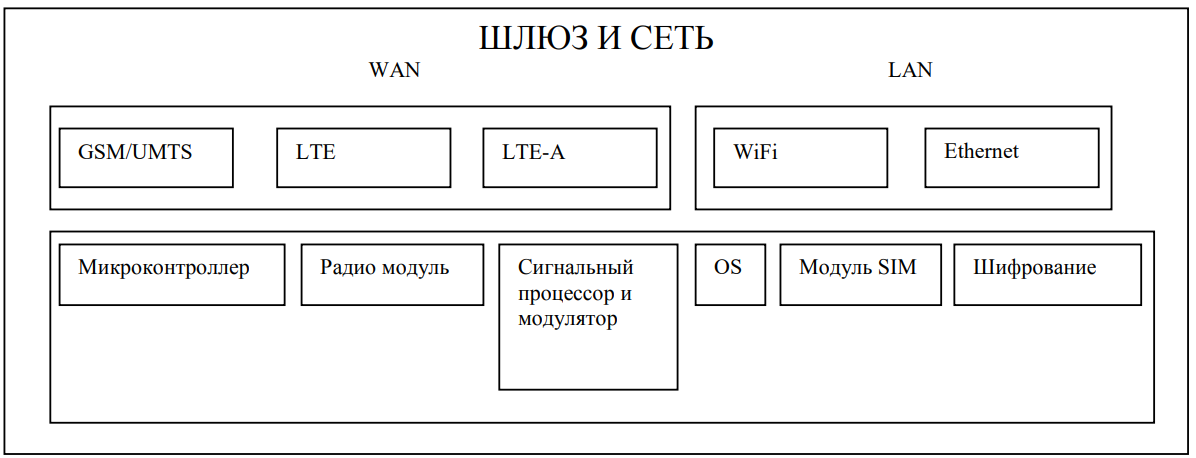 ШЛЮЗ И СЕТЬ
WAN
LAN
GSM/UMTS
LTE
LTE-A
WiFi
Ethernet
Микроконтроллер
Радио модуль
Сигнальный
процессор и
модулятор
OS
Модуль SIM
Шифрование